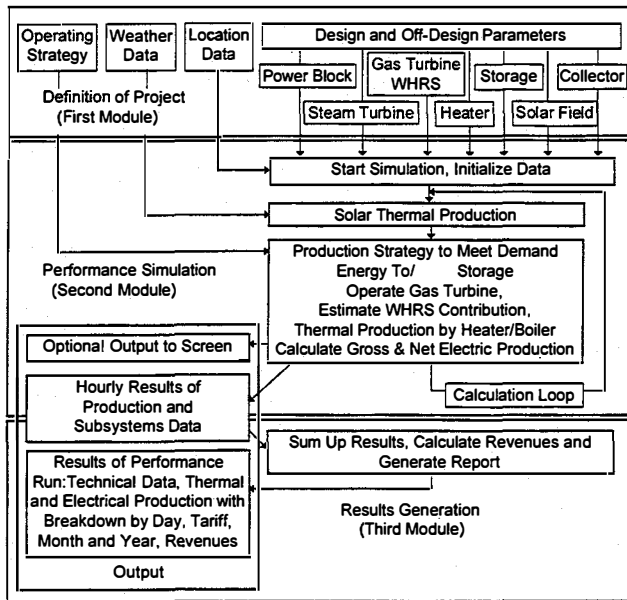 Operating
Strategy
Weather
Data
Location
Data
Design and Off-Design Parameters
Power Block
Gas Turbine
WHRS
Storage
Collector
Steam Turbine
Heater
Solar Field
Definition of Project
(First Module)
Start Simulation, Initialize Data
Solar Thermal Production
Production Strategy to Meet Demand
Energy To/ Storage
Operate Gas Turbine,
Estimate WHRS Contribution,
Thermal Production by Heater/Boiler
Calculate Gross & Net Electric Production
Performance Simulation
(Second Module)
Optional Output to Screen
Calculation Loop
Hourly Results of
Production and
Subsystems Data
Sum Up Results, Calculate Revenues and
Generate Report
Results of Performance
Run:Technical Data, Thermal
and Electrical Production with
Breakdown by Day, Tariff,
Month and Year, Revenues
Results Generation
(Third Module)
Output